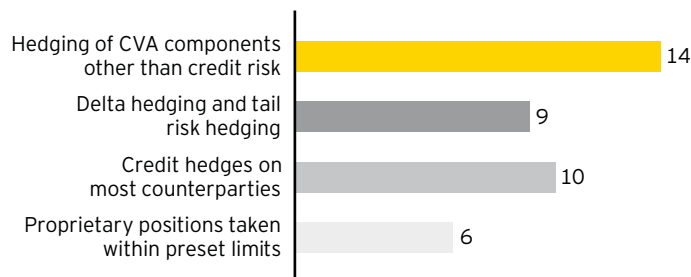 Hedging of CVA components
other than credit risk
14
Delta hedging and tail
risk hedging
9
Credit hedges on
most counterparties
10
Proprietary positions taken
within preset limits
6